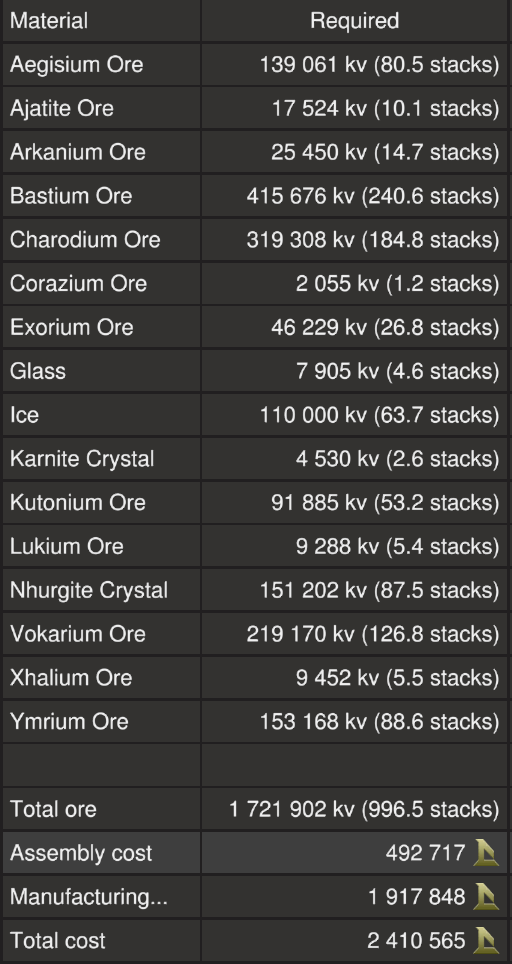 Material Required
Aegisium Ore 139 061 kv (80.5 stacks)
Ajatite Ore 17 524 kv (10.1 stacks)
Arkanium Ore 25 450 kv (14.7 stacks)
Bastium Ore 415 676 kv (240.6 stacks)
Charodium Ore 319 308 kv (184.8 stacks)
Corazium Ore 2 055 kv (1.2 stacks)
Exorium Ore 46 229 kv (26.8 stacks)
Glass 7 905 kv (4.6 stacks)
Ice 110 000 kv (63.7 stacks)
Karnite Crystal 4 530 kv (2.6 stacks)
Kutonium Ore 91 885 kv (53.2 stacks)
Lukium Ore 9 288 kv (5.4 stacks)
Nhurgite Crystal 151 202 kv (87.5 stacks)
Vokarium Ore 219 170 kv (126.8 stacks)
Xhalium Ore 9 452 kv (5.5 stacks)
Ymrium Ore 153 168 kv (88.6 stacks)
Total ore 1 721 902 kv (996.5 stacks)
Assembly cost 492 717
Manufacturing... 1 917 848
Total cost 2 410 565